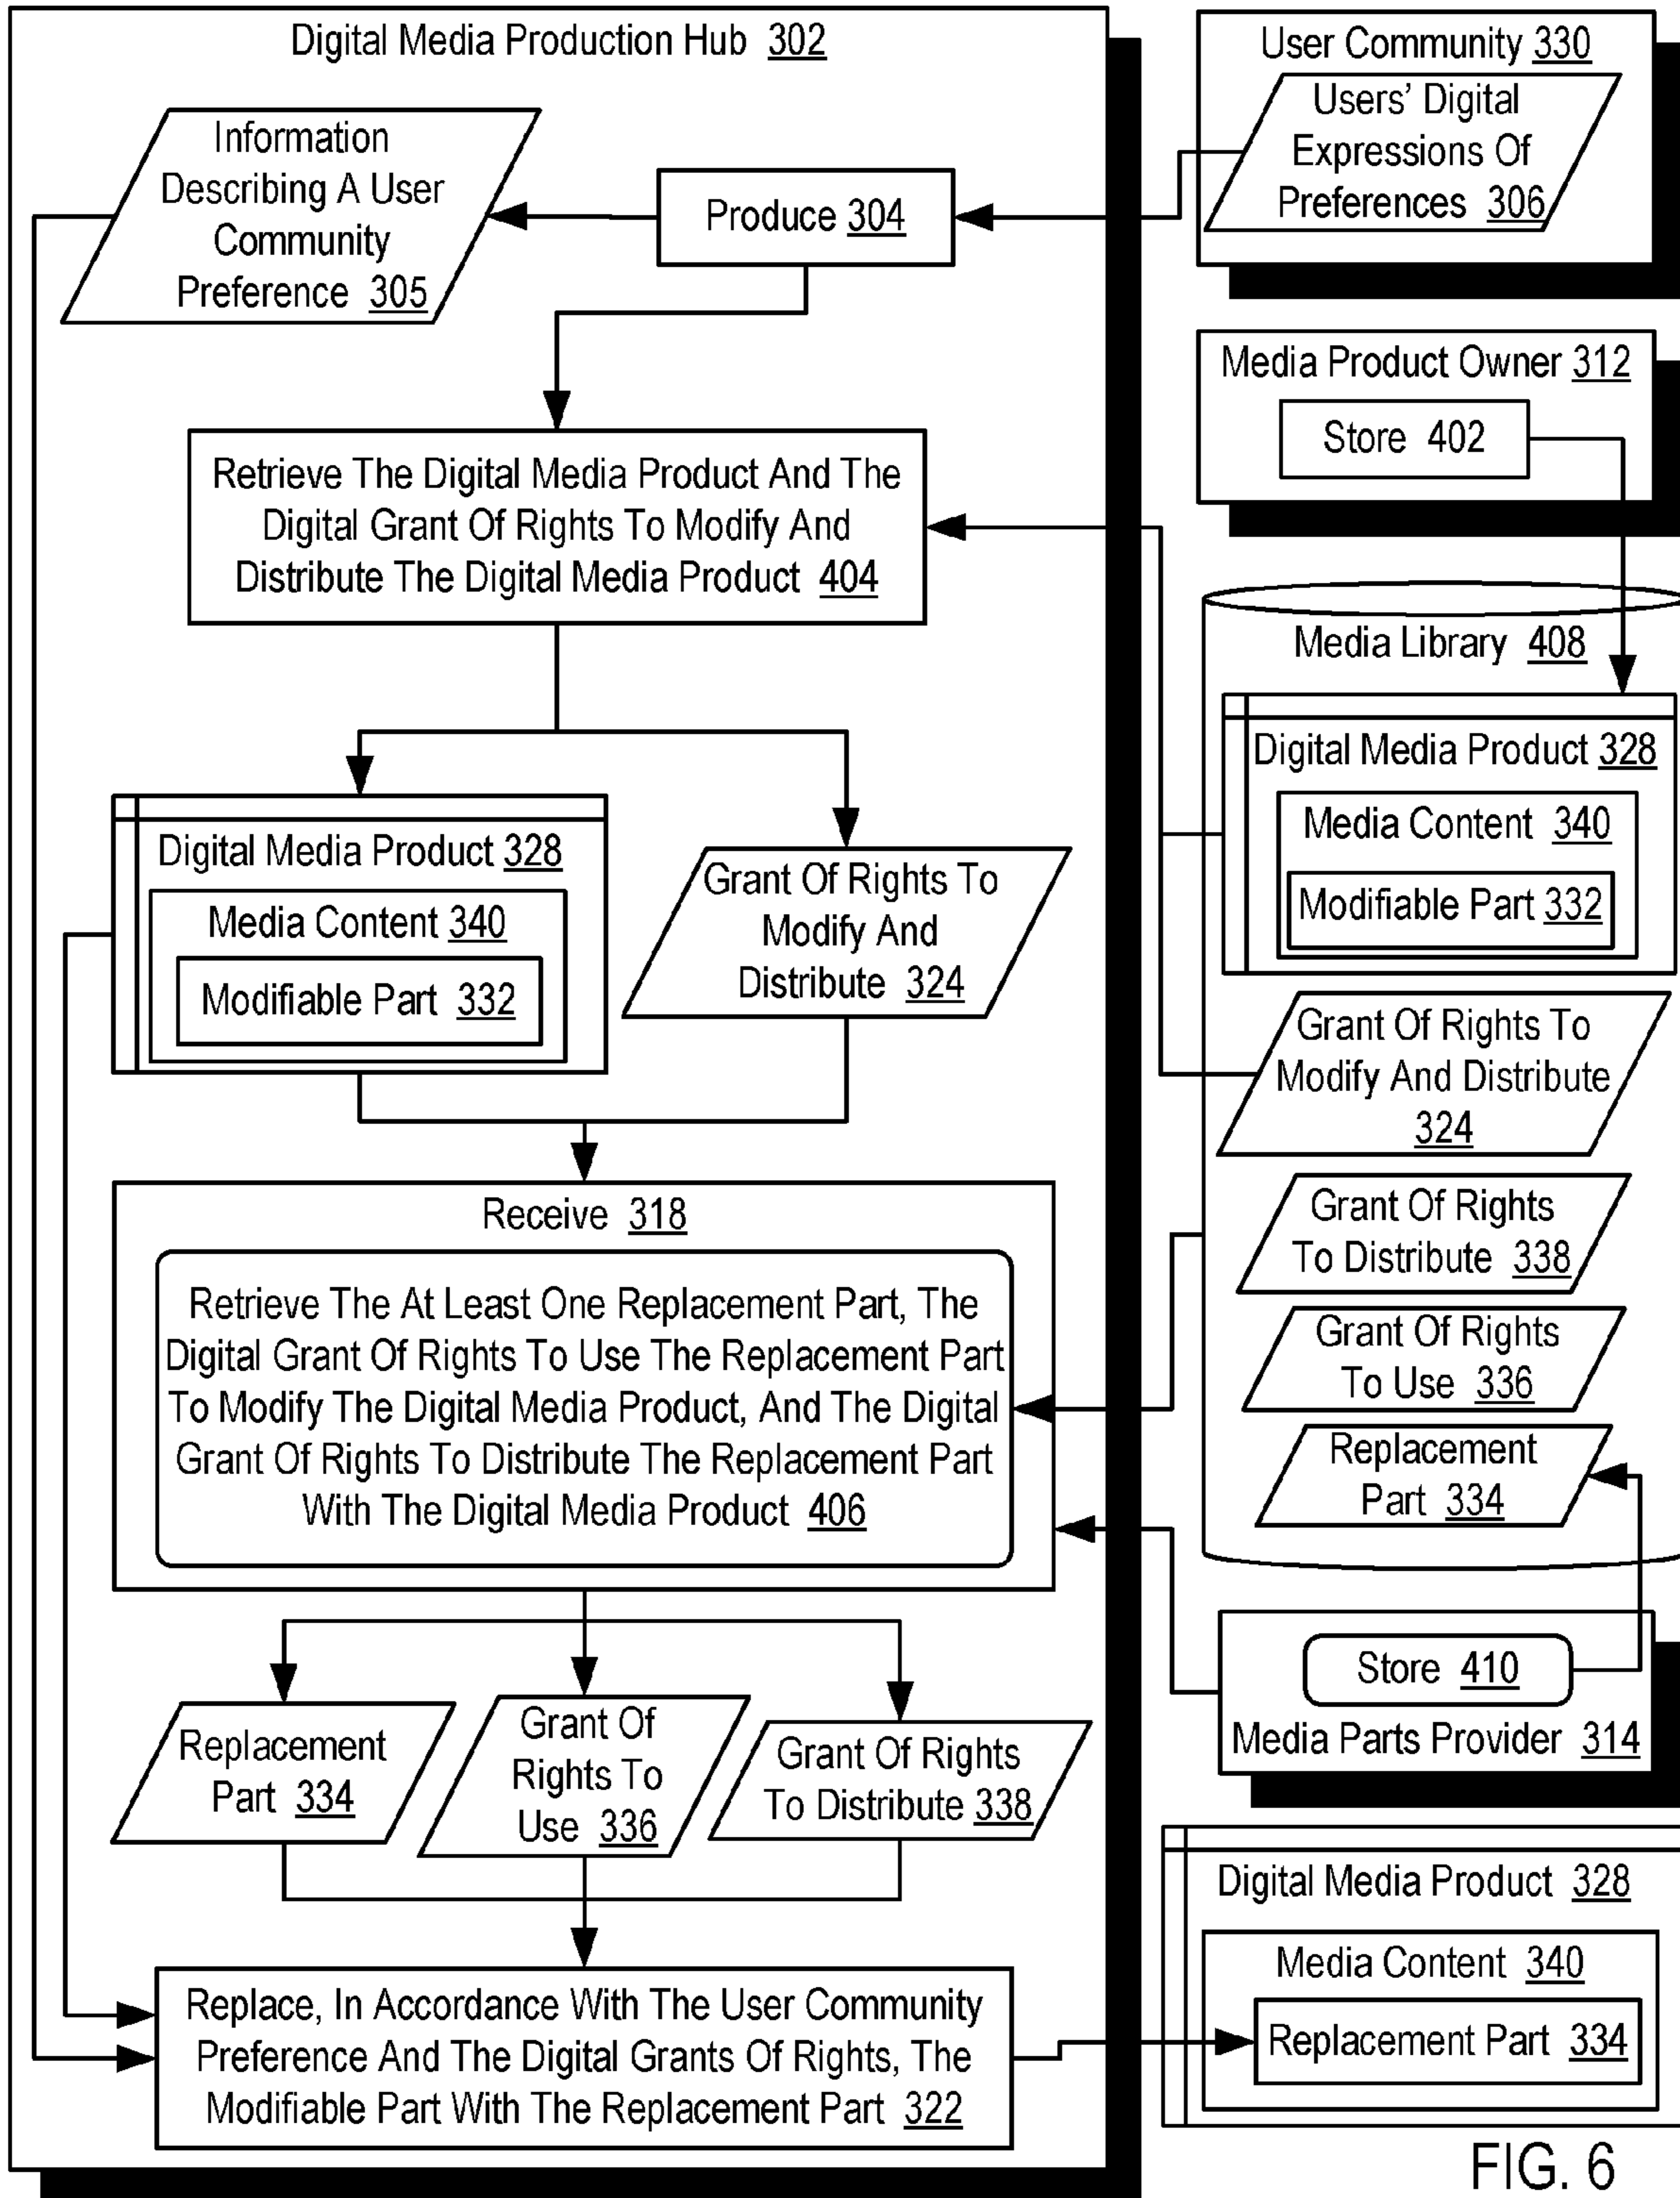 Digital Media Production Hub 302
Information
Describing A User
Community
Preference 305
Produce 304
Retrieve The Digital Media Product And The
Digital Grant Of Rights To Modify And
Distribute The Digital Media Product 404
Digital Media Product 328
Media Content 340
Modifiable Part 332
Grant Of Rights To
Modify And
Distribute 324
Receive 318
Retrieve The At Least One Replacement Part, The
Digital Grant Of Rights To Use The Replacement Part
To Modify The Digital Media Product, And The Digital
Grant Of Rights To Distribute The Replacement Part
With The Digital Media Product 406
Replacement
Part 334
Grant Of
Rights To
Use 336
Grant Of Rights
To Distribute 338
Replace, In Accordance With The User Community
Preference And The Digital Grants Of Rights, The
Modifiable Part With The Replacement Part 322
User Community 330
Users' Digital
Expressions Of
Preferences 306
Media Product Owner 312
Store 402
Media Library 408
Digital Media Product 328
Media Content 340
Modifiable Part 332
Grant Of Rights To
Modify And Distribute
324
Grant Of Rights
To Distribute 338
Grant Of Rights
To Use 336
Replacement
Part 334
Store 410
Media Parts Provider 314
Digital Media Product 328
Media Content 340
Replacement Part 334
FIG. 6